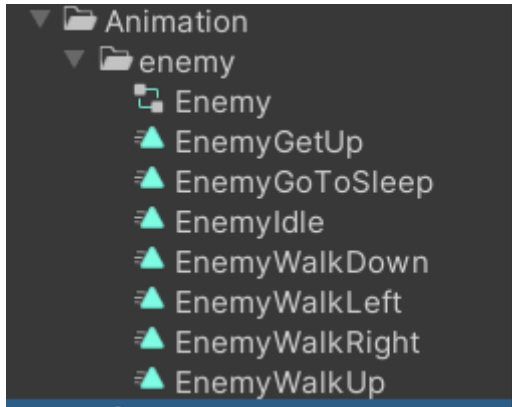 Animation
enemy
Enemy
EnemyGetUp
EnemyGoToSleep
EnemyIdle
EnemyWalkDown
EnemyWalkLeft
EnemyWalkRight
EnemyWalkUp